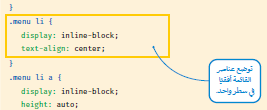 }
.menu li {
display: inline-block;
text-align: center;
}
.menu li a {
display: inline-block;
height: auto;
توضع عناصر
القائمة أفقيًا
في سطر واحد.